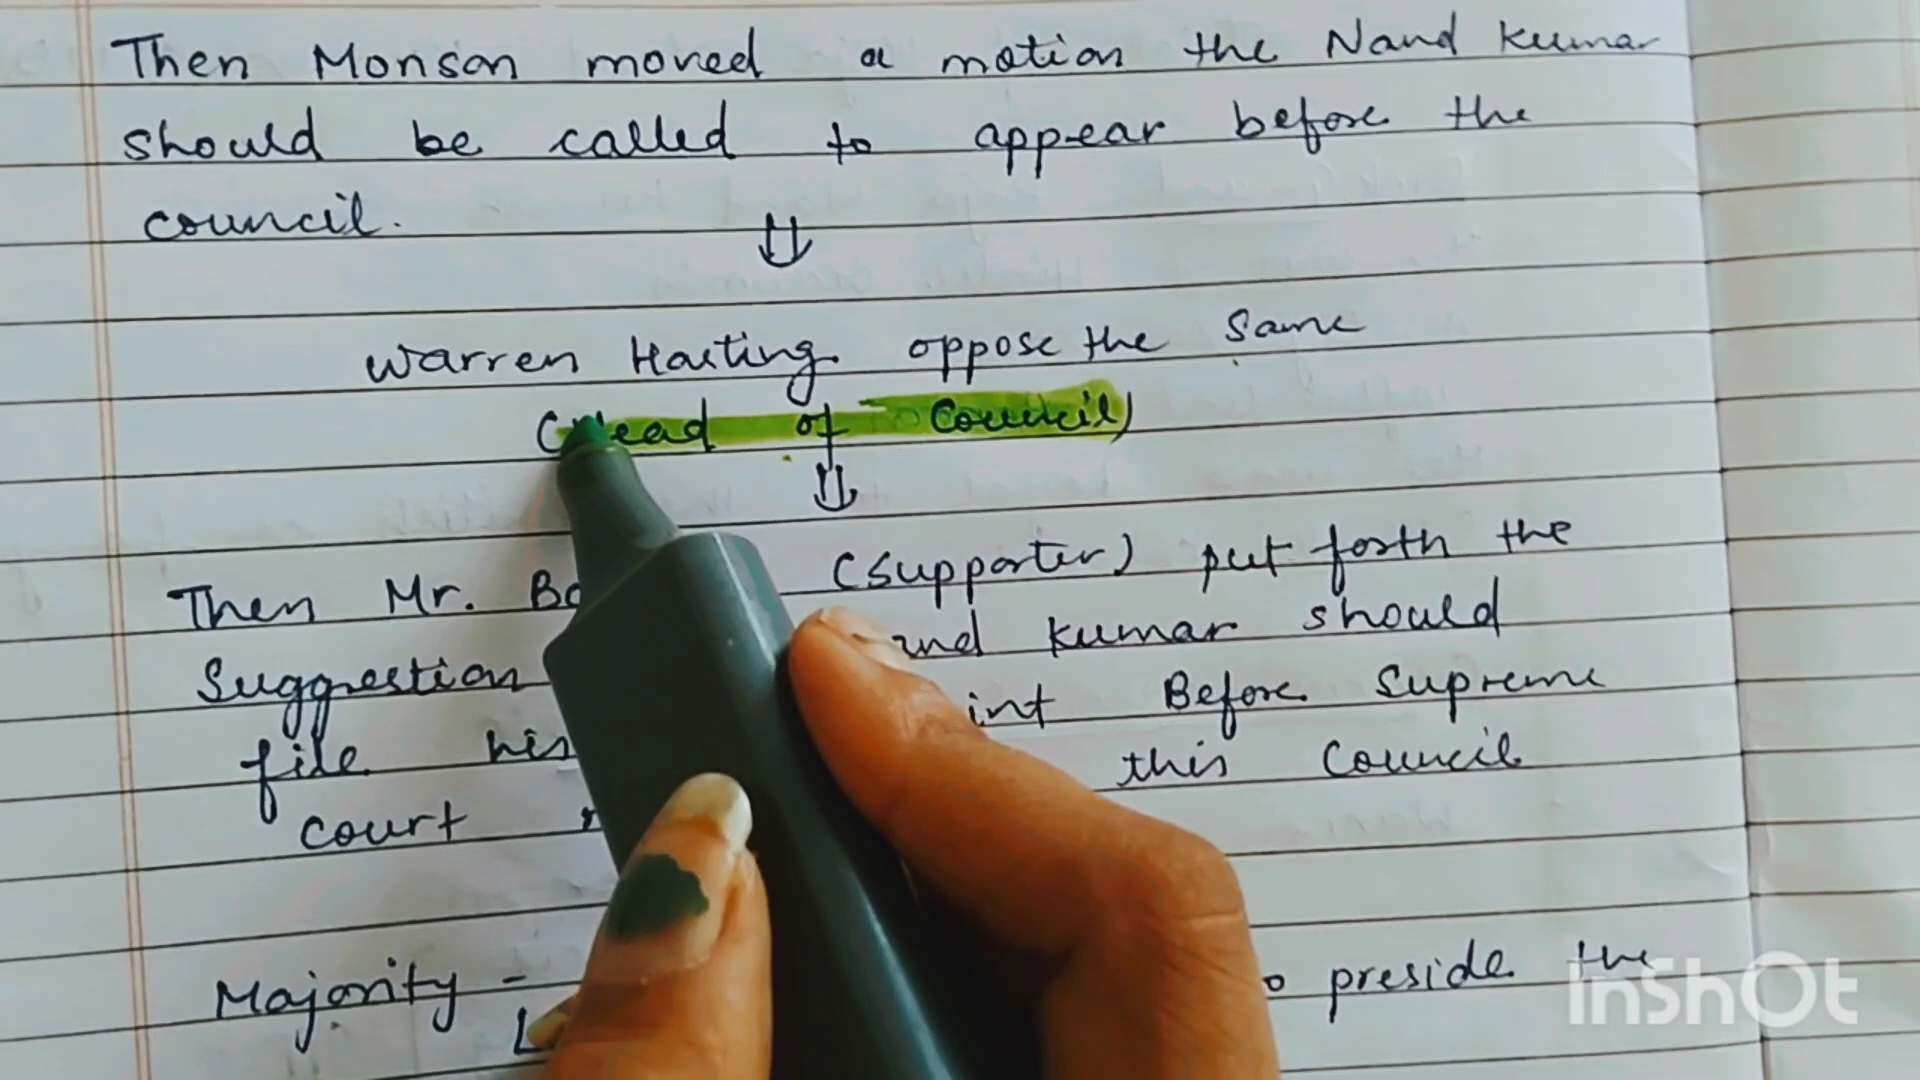 Then Monson moved a motion the Nand Kumar
should be called to appear before the
council.
Warren Hasting oppose the same
(Head of Council)
Then Mr. (Supporter) put forth the
Suggestion Kumar should
file his Before Supreme
court this Council
Majority - preside the
InShOt